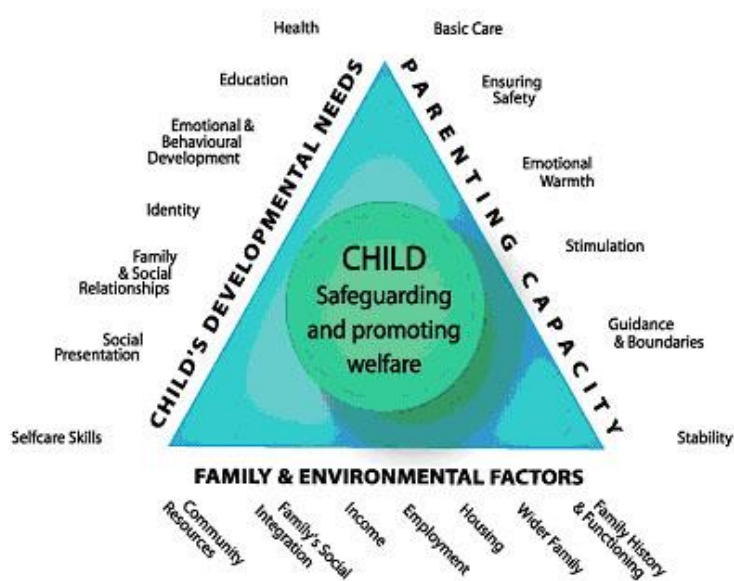 Health
Education
Emotional &
Behavioural
Development
Identity
Family
& Social
Relationships
Social
Presentation
Selfcare Skills
CHILD'S DEVELOPMENTAL NEEDS
CHILD
Safeguarding
and promoting
welfare
PARENTING CAPACITY
Basic Care
Ensuring
Safety
Emotional
Warmth
Stimulation
Guidance
& Boundaries
Stability
FAMILY & ENVIRONMENTAL FACTORS
Community
Resources
Family's Social
Integration
Income
Employment
Housing
Wider Family
Family History
& Functioning